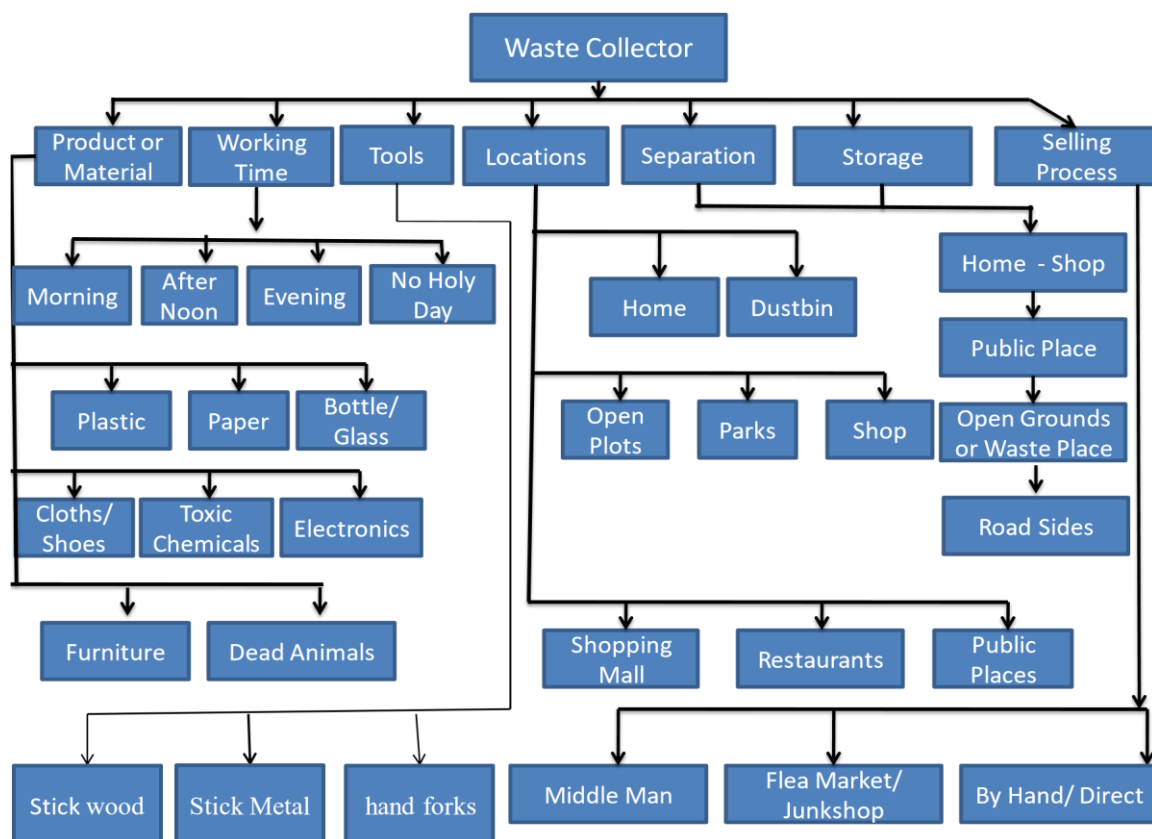 Waste Collector
Product or
Material
Working
Time
Tools
Locations
Separation
Storage
Selling
Process
Morning
After
Noon
Evening
No Holy
Day
Home
Dustbin
Home - Shop
Public Place
Plastic
Paper
Bottle/
Glass
Open
Plots
Parks
Shop
Open Grounds
or Waste Place
Cloths/
Shoes
Toxic
Chemicals
Electronics
Road Sides
Furniture
Dead Animals
Shopping
Mall
Restaurants
Public
Places
Stick wood
Stick Metal
hand forks
Middle Man
Flea Market/
Junkshop
By Hand/ Direct